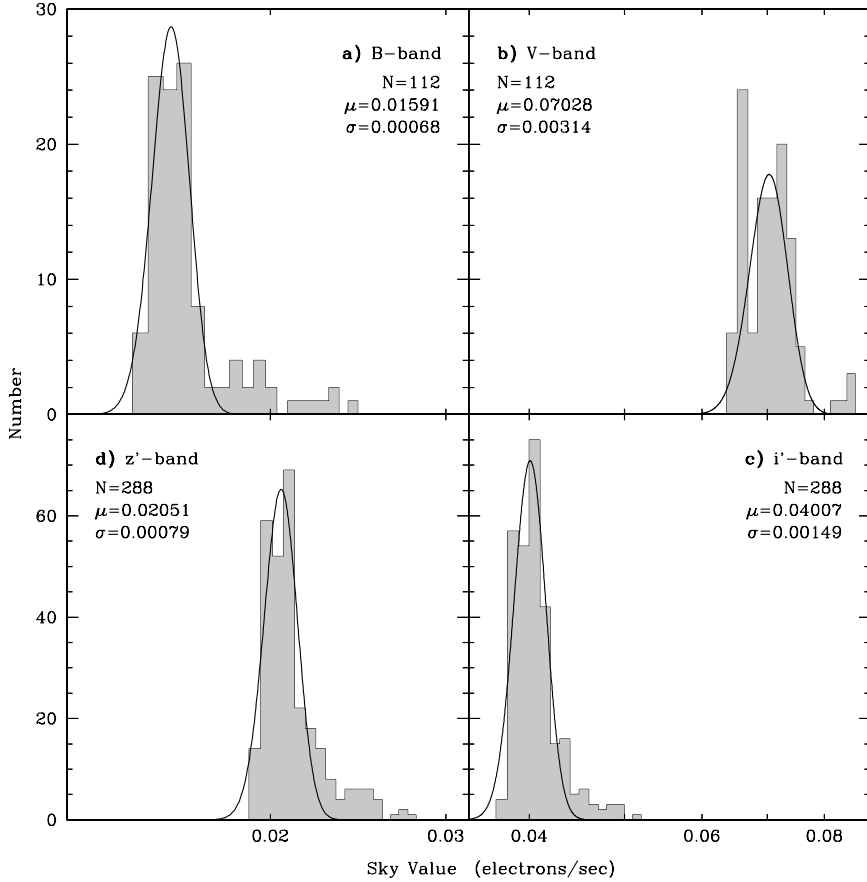 30
20
10
0
a) B-band
N=112
μ=0.01591
σ=0.00068
b) V-band
N=112
μ=0.07028
σ=0.00314
Number
60
40
20
0
d) z'-band
N=288
μ=0.02051
σ=0.00079
c) i'-band
N=288
μ=0.04007
σ=0.00149
0.02
0.03
0.04
0.06
0.08
Sky Value (electrons/sec)